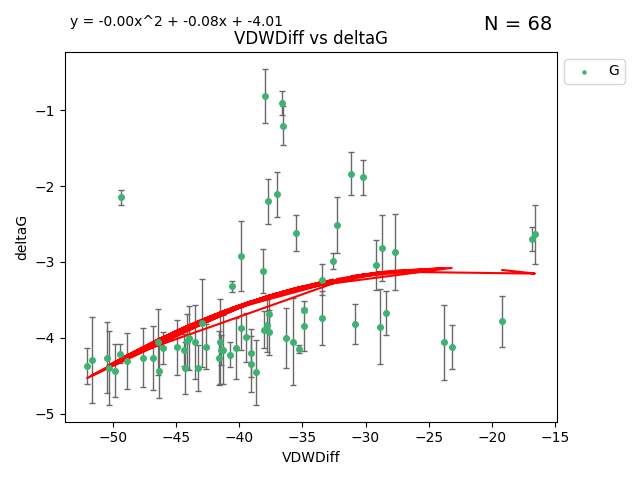 y = -0.00x^2 + -0.08x + -4.01
N = 68
VDWDiff vs deltaG
G
deltaG
−1
−2
−3
−4
−5
−50
−45
−40
−35
−30
−25
−20
−15
VDWDiff